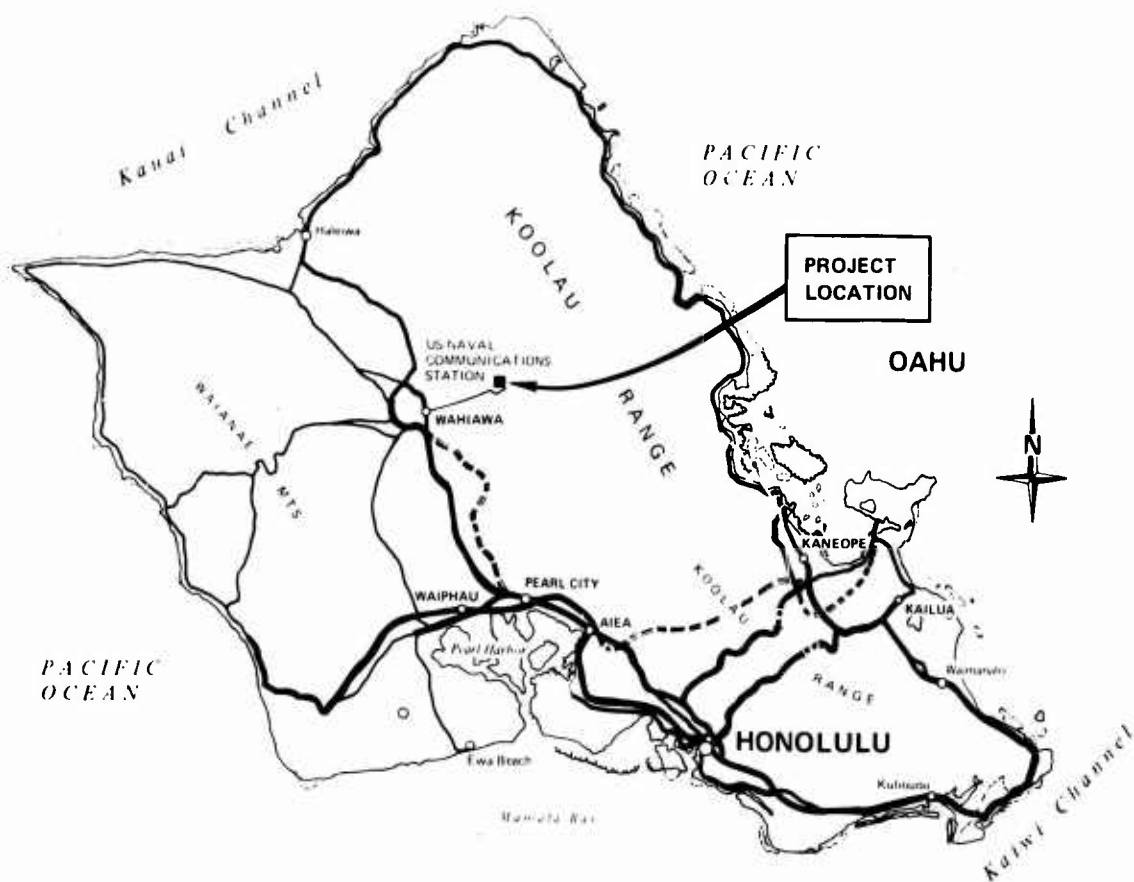 Kauai Channel
PACIFIC
OCEAN
Haleiwa
KOOLAU
PROJECT
LOCATION
US NAVAL
COMMUNICATIONS
STATION
OAHU
WAIANAE
WAHIAWA
RANGE
N
MTS
KANEOPE
KOOLAU
PEARL CITY
WAIPHAU
KAILUA
AIEA
Pearl Harbor
PACIFIC
OCEAN
Waimanalo
RANGE
HONOLULU
Ewa Beach
Kaiwi Channel